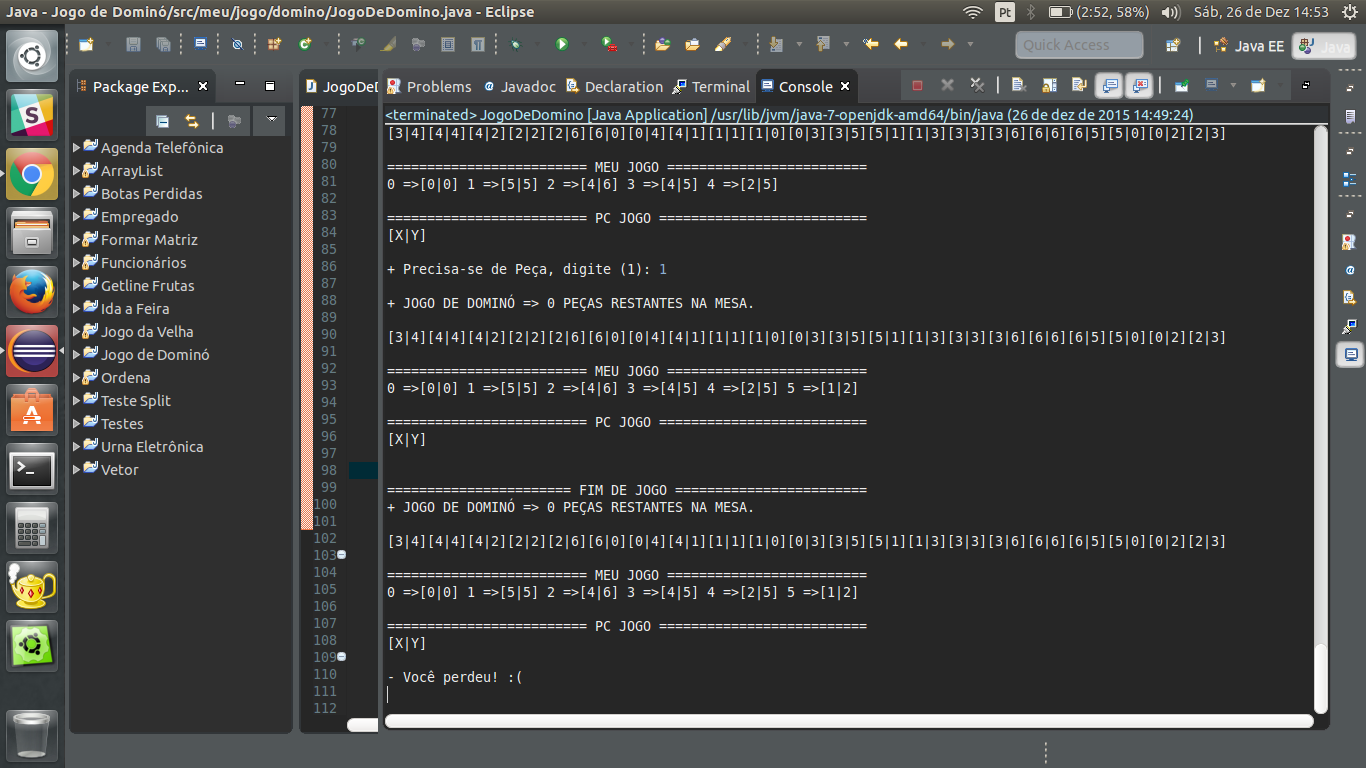 Java - Jogo de Dominó/src/meu/jogo/domino/JogoDeDomino.java - Eclipse
Pt
(2:52, 58%)
Sáb, 26 de Dez 14:53
Quick Access
Java EE
Java
Package Exp...
Agenda Telefônica
ArrayList
Botas Perdidas
Empregado
Formar Matriz
Funcionários
Getline Frutas
Ida a Feira
Jogo da Velha
Jogo de Dominó
Ordena
Teste Split
Testes
Urna Eletrônica
Vetor
JogoDeD
77
78
79
80
81
82
83
84
85
86
87
88
89
90
91
92
93
94
95
96
97
98
99
100
101
102
103
104
105
106
107
108
109
110
111
112
Problems
Javadoc
Declaration
Terminal
Console
<terminated> JogoDeDomino [Java Application] /usr/lib/jvm/java-7-openjdk-amd64/bin/java (26 de dez de 2015 14:49:24)
[3|4][4|4][4|2][2|2][2|6][6|0][0|4][4|1][1|1][1|0][0|3][3|5][5|1][1|3][3|3][3|6][6|6][6|5][5|0][0|2][2|3]
========================= MEU JOGO =========================
0 =>[0|0] 1 =>[5|5] 2 =>[4|6] 3 =>[4|5] 4 =>[2|5]
========================= PC JOGO ==========================
[X|Y]
+ Precisa-se de Peça, digite (1): 1
+ JOGO DE DOMINÓ => 0 PEÇAS RESTANTES NA MESA.
[3|4][4|4][4|2][2|2][2|6][6|0][0|4][4|1][1|1][1|0][0|3][3|5][5|1][1|3][3|3][3|6][6|6][6|5][5|0][0|2][2|3]
========================= MEU JOGO =========================
0 =>[0|0] 1 =>[5|5] 2 =>[4|6] 3 =>[4|5] 4 =>[2|5] 5 =>[1|2]
========================= PC JOGO ==========================
[X|Y]
======================= FIM DE JOGO ========================
+ JOGO DE DOMINÓ => 0 PEÇAS RESTANTES NA MESA.
[3|4][4|4][4|2][2|2][2|6][6|0][0|4][4|1][1|1][1|0][0|3][3|5][5|1][1|3][3|3][3|6][6|6][6|5][5|0][0|2][2|3]
========================= MEU JOGO =========================
0 =>[0|0] 1 =>[5|5] 2 =>[4|6] 3 =>[4|5] 4 =>[2|5] 5 =>[1|2]
========================= PC JOGO ==========================
[X|Y]
- Você perdeu! :(